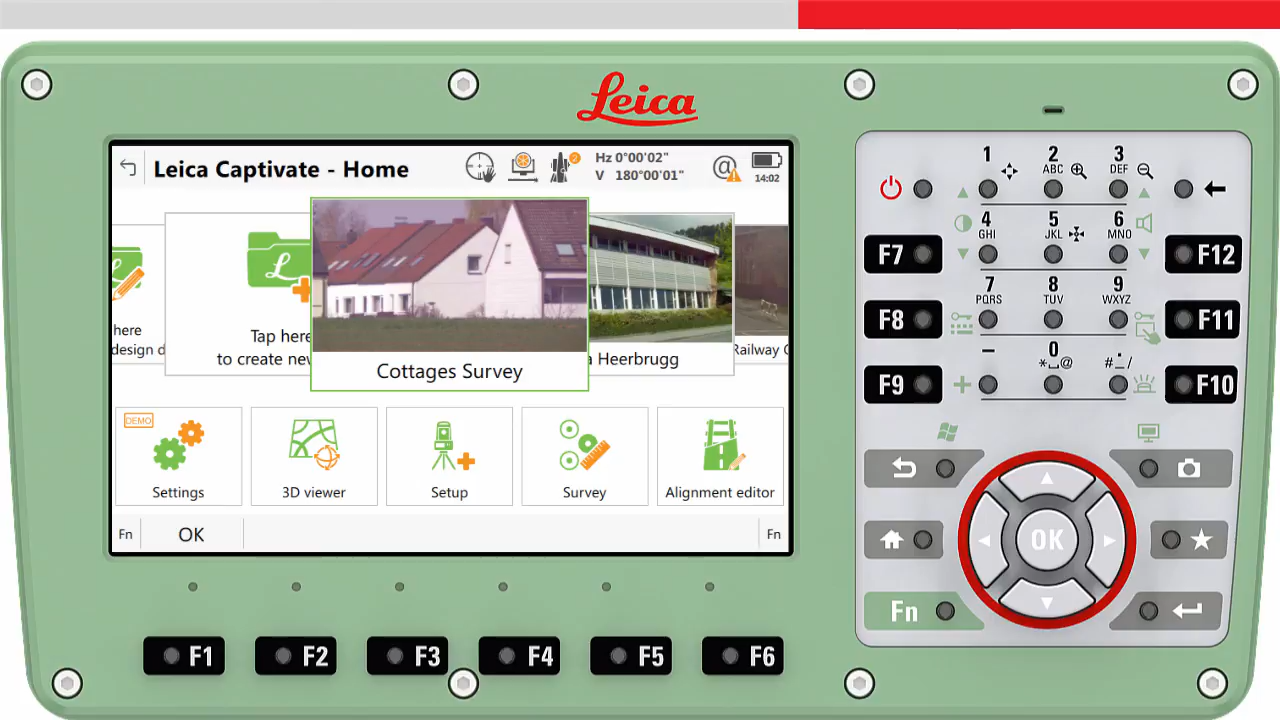 Leica
Leica Captivate - Home
Hz 0°00'02"
V 180°00'01"
@
2
14:02
here
design d
Tap here
to create new
Cottages Survey
a Heerbrugg
Railway
DEMO
Settings
3D viewer
Setup
Survey
Alignment editor
Fn
OK
Fn
F1
F2
F3
F4
F5
F6
1
2
ABC
3
DEF
4
GHI
5
JKL
6
MNO
F7
F12
7
PQRS
8
TUV
9
WXYZ
F8
F11
0
*␣@
#._/
F9
F10
OK
Fn